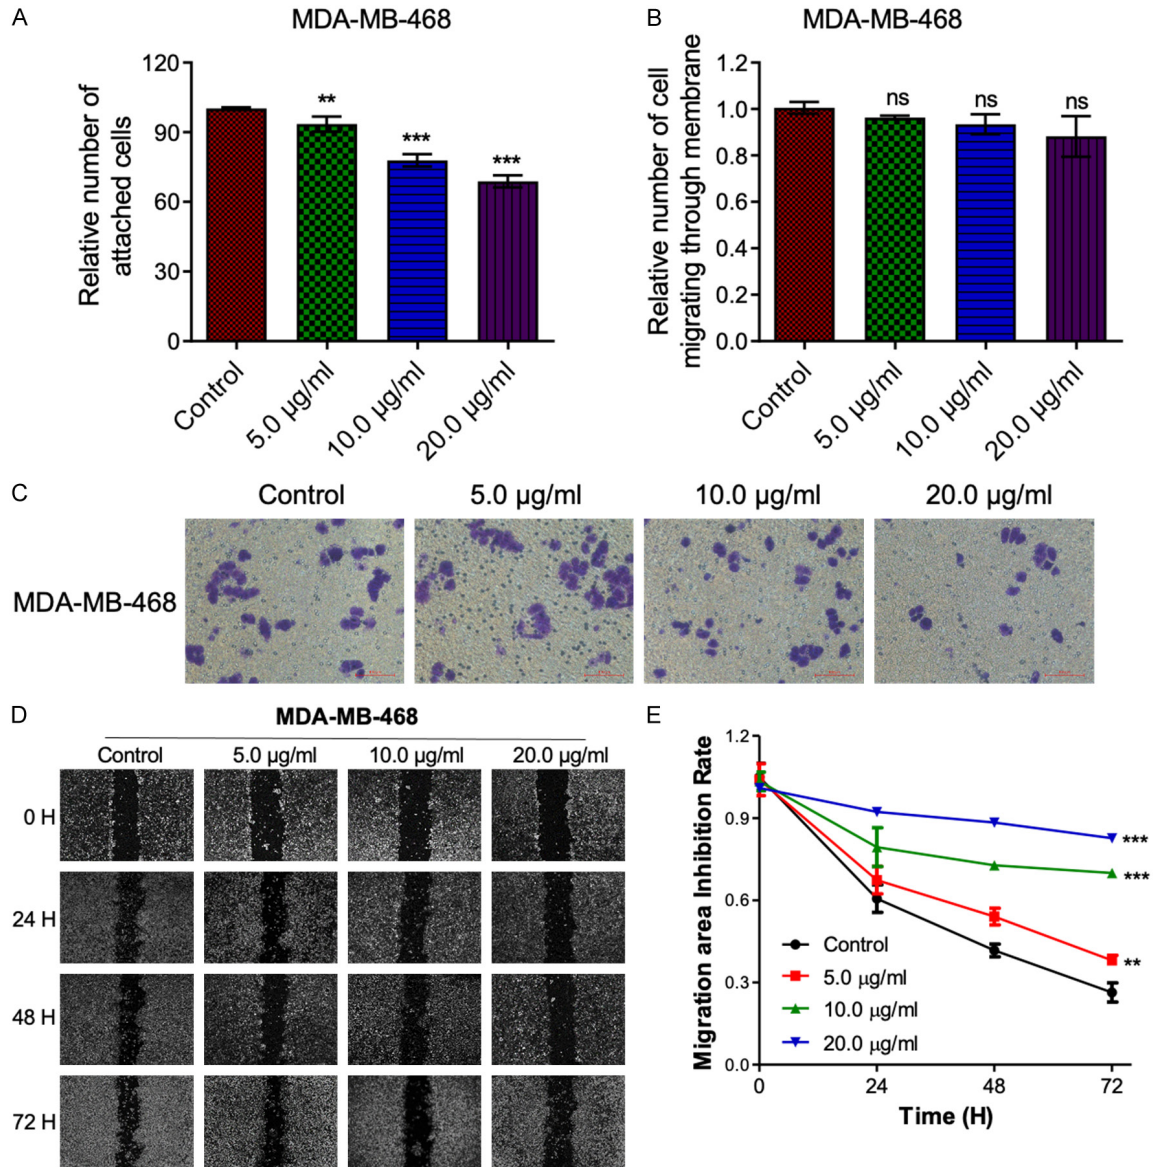 A
MDA-MB-468
Relative number of
attached cells
120
90
60
30
0
**
***
***
Control
5.0 µg/ml
10.0 µg/ml
20.0 µg/ml
B
MDA-MB-468
Relative number of cell
migrating through membrane
1.2
1.0
0.8
0.6
0.4
0.2
0.0
ns
ns
ns
Control
5.0 µg/ml
10.0 µg/ml
20.0 µg/ml
C
Control 5.0 µg/ml 10.0 µg/ml 20.0 µg/ml
MDA-MB-468
D
MDA-MB-468
Control 5.0 µg/ml 10.0 µg/ml 20.0 µg/ml
0 H
24 H
48 H
72 H
E
Migration area Inhibition Rate
1.2
0.9
0.6
0.3
0.0
***
***
**
Control
5.0 µg/ml
10.0 µg/ml
20.0 µg/ml
0 24 48 72
Time (H)